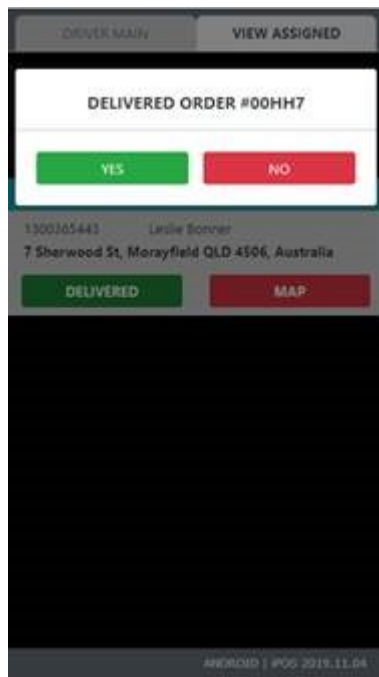 DRIVER MAIN VIEW ASSIGNED
DELIVERED ORDER #00HH7
YES NO
1300365443 Leslie Bonner
7 Sherwood St, Morayfield QLD 4506, Australia
DELIVERED MAP
ANDROID | iPOS 2019.11.04